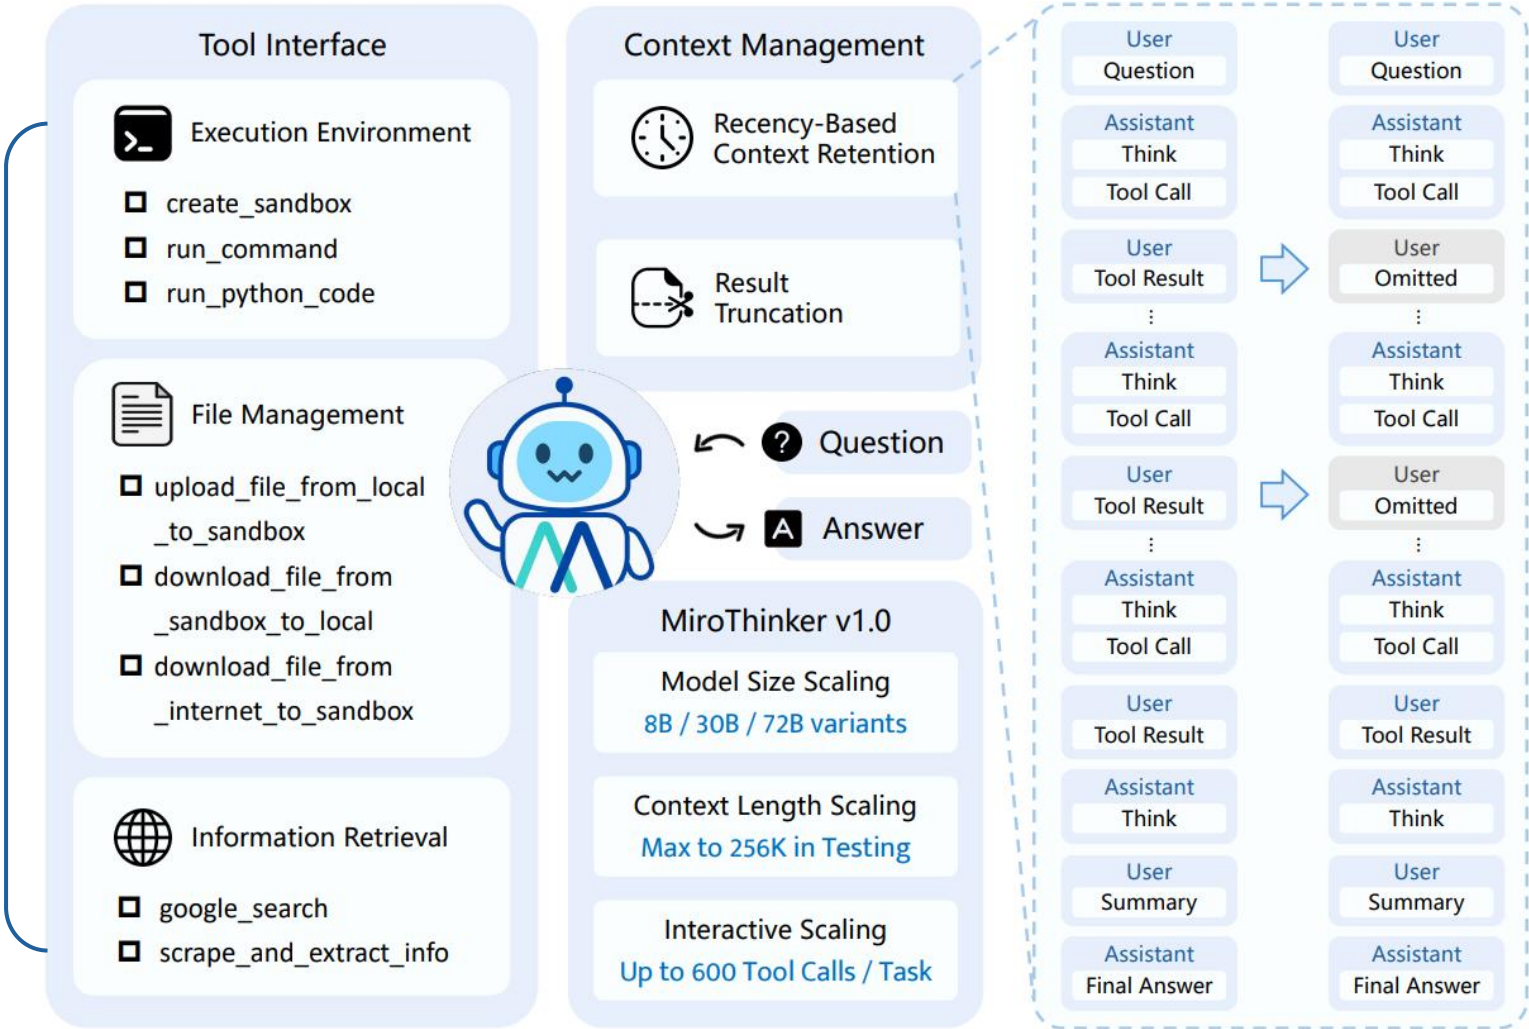 Tool Interface
Execution Environment
create_sandbox
run_command
run_python_code
File Management
upload_file_from_local
_to_sandbox
download_file_from
_sandbox_to_local
download_file_from
_internet_to_sandbox
Information Retrieval
google_search
scrape_and_extract_info
Context Management
Recency-Based
Context Retention
Result
Truncation
? Question
A Answer
MiroThinker v1.0
Model Size Scaling
8B / 30B / 72B variants
Context Length Scaling
Max to 256K in Testing
Interactive Scaling
Up to 600 Tool Calls / Task
User
Question
Assistant
Think
Tool Call
User
Tool Result
⋮
Assistant
Think
Tool Call
User
Tool Result
⋮
Assistant
Think
Tool Call
User
Tool Result
Assistant
Think
User
Summary
Assistant
Final Answer
User
Question
Assistant
Think
Tool Call
User
Omitted
⋮
Assistant
Think
Tool Call
User
Omitted
⋮
Assistant
Think
Tool Call
User
Tool Result
Assistant
Think
User
Summary
Assistant
Final Answer